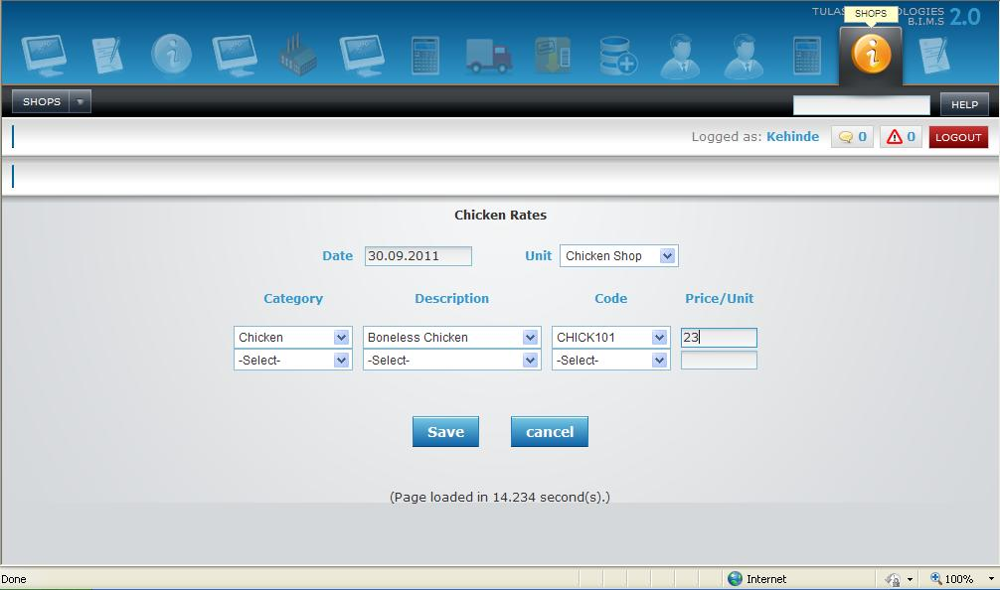 TULAS
SHOPS
OLOGIES
B.I.M.S 2.0
SHOPS
HELP
Logged as: Kehinde 0 0 LOGOUT
Chicken Rates
Date 30.09.2011 Unit Chicken Shop
Category Description Code Price/Unit
Chicken Boneless Chicken CHICK101 23
-Select- -Select- -Select-
Save cancel
(Page loaded in 14.234 second(s).)
Done Internet 100%